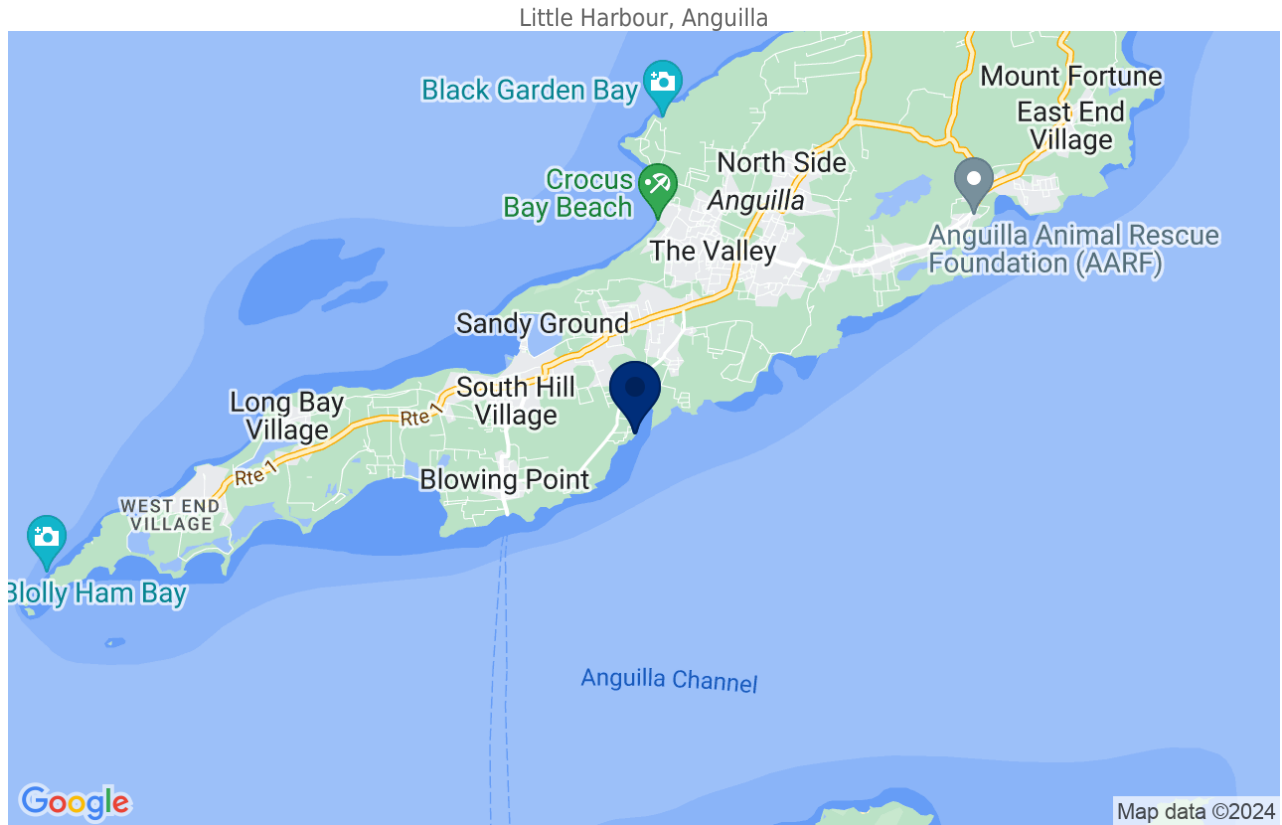 Little Harbour, Anguilla
Mount Fortune
Black Garden Bay
East End
Village
North Side
Crocus
Bay Beach
Anguilla
Anguilla Animal Rescue
Foundation (AARF)
The Valley
Sandy Ground
South Hill
Village
Long Bay
Village
Rte 1
Rte 1
Blowing Point
WEST END
VILLAGE
Blolly Ham Bay
Anguilla Channel
Google
Map data ©2024